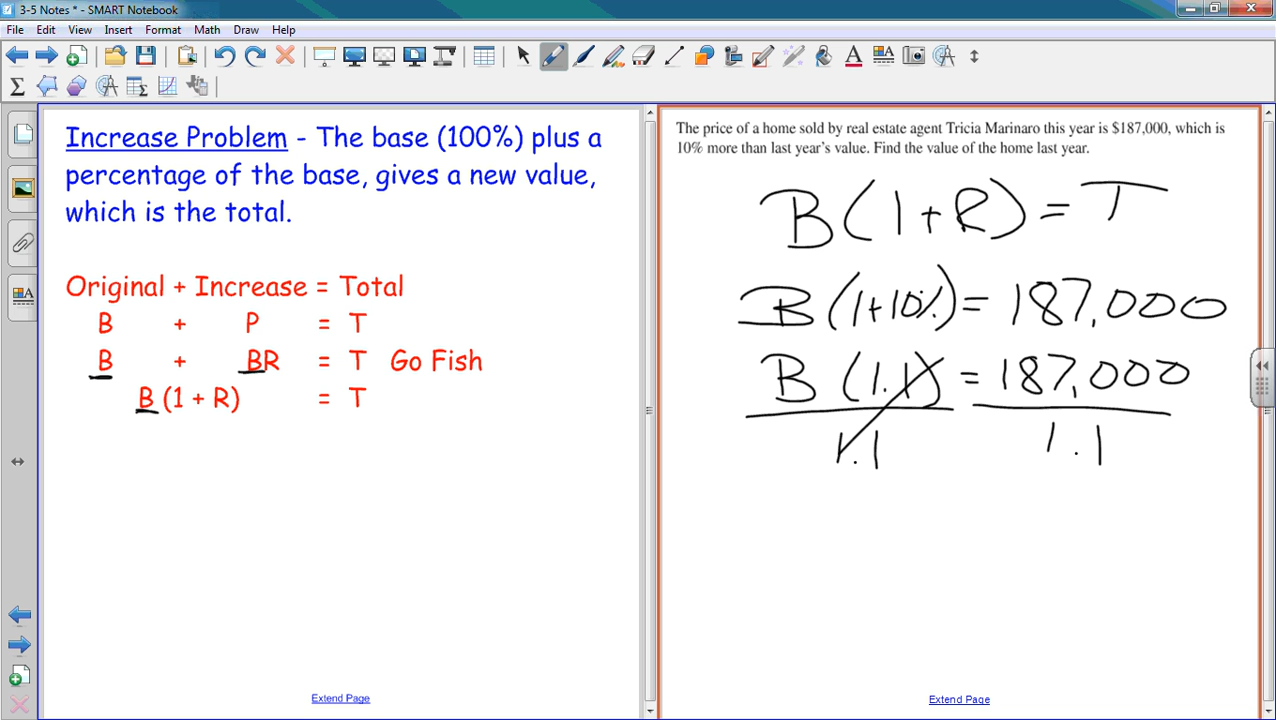 3-5 Notes * - SMART Notebook
File Edit View Insert Format Math Draw Help
Increase Problem - The base (100%) plus a
percentage of the base, gives a new value,
which is the total.
Original + Increase = Total
B + P = T
B + BR = T Go Fish
B (1 + R) = T
Extend Page
The price of a home sold by real estate agent Tricia Marinaro this year is $187,000, which is
10% more than last year's value. Find the value of the home last year.
B(1+R) = T
B(1+10%) = 187,000
B (1.1) = 187,000
1.1 1.1
Extend Page